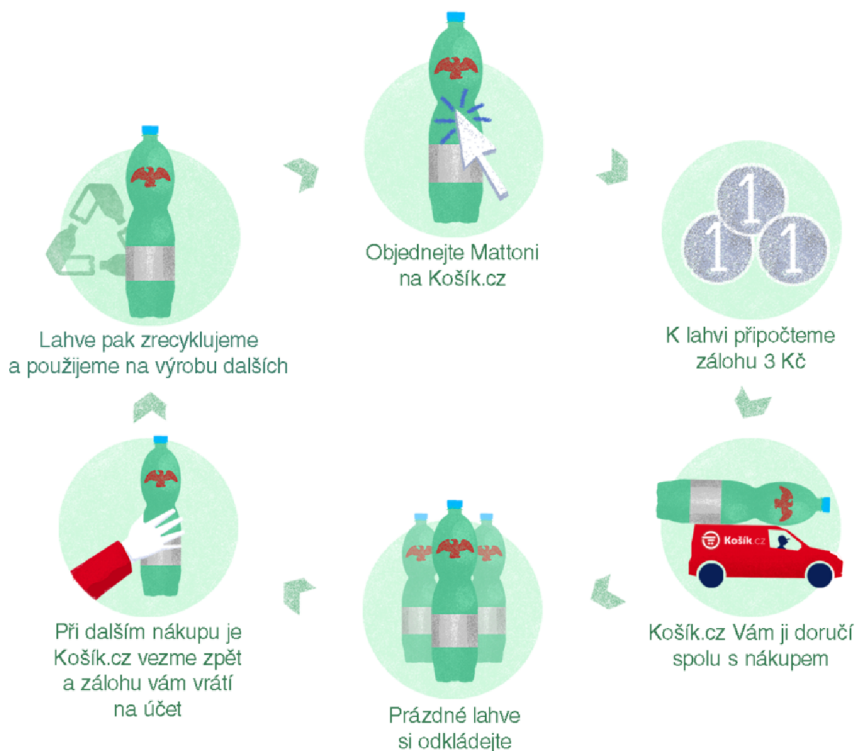 Objednejte Mattoni
na Košík.cz
1
1
1
K lahvi připočteme
zálohu 3 Kč
Košík.cz
Košík.cz Vám ji doručí
spolu s nákupem
Prázdné lahve
si odkládejte
Při dalším nákupu je
Košík.cz vezme zpět
a zálohu vám vrátí
na účet
Lahve pak zrecyklujeme
a použijeme na výrobu dalších